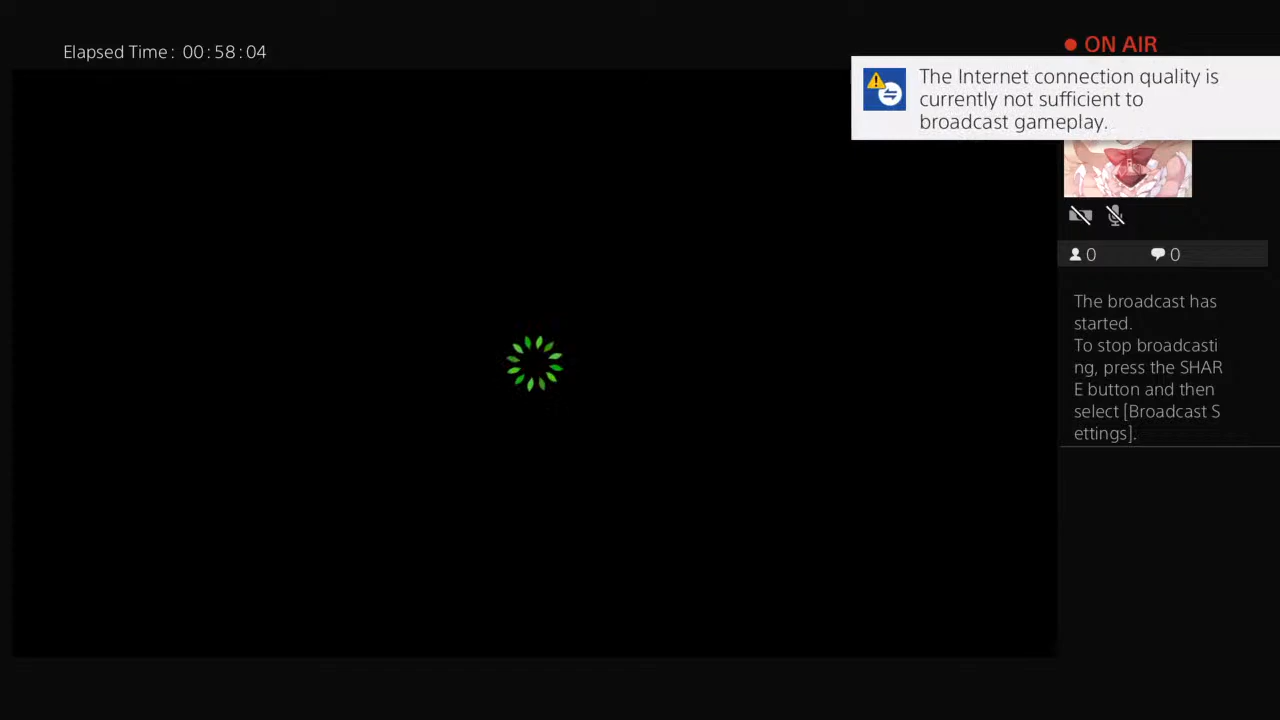 Elapsed Time: 00:58:04
ON AIR
The Internet connection quality is
currently not sufficient to
broadcast gameplay.
0
0
The broadcast has
started.
To stop broadcasti
ng, press the SHAR
E button and then
select [Broadcast S
ettings].